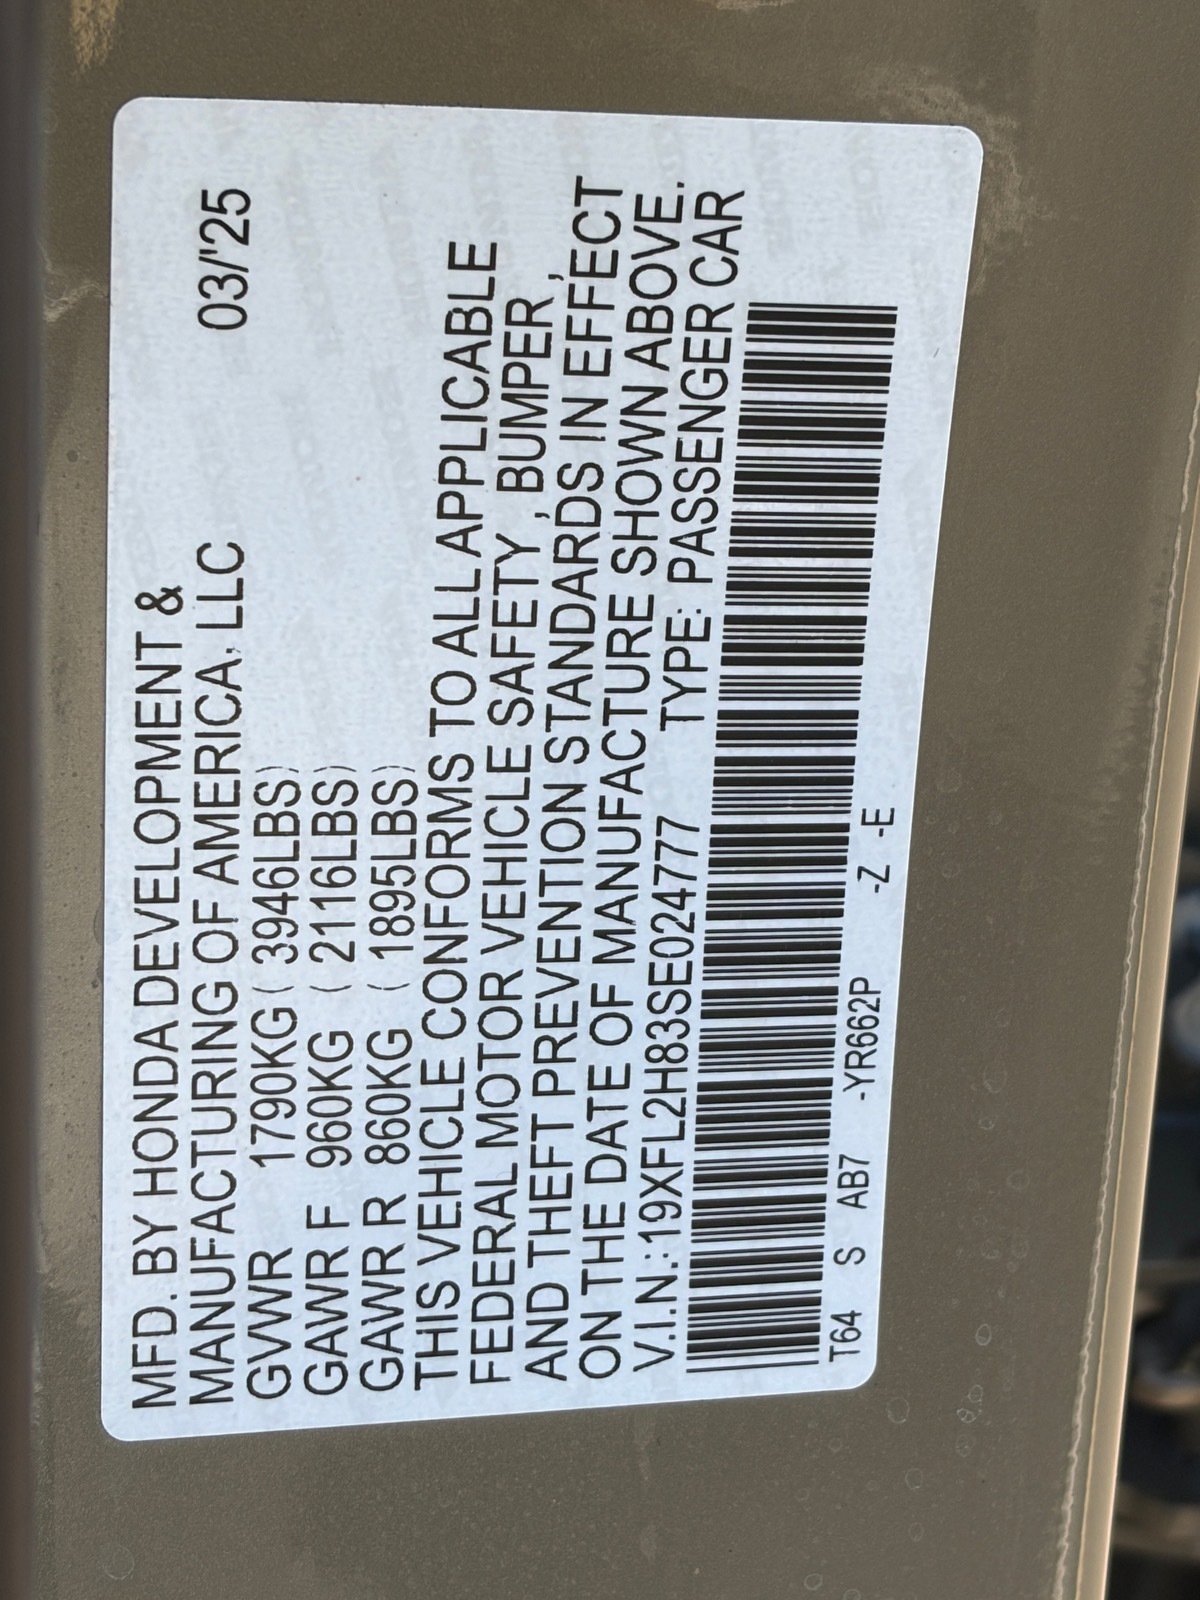 MFD. BY HONDA DEVELOPMENT &
MANUFACTURING OF AMERICA, LLC 03/'25
GVWR 1790KG ( 3946LBS)
GAWR F 960KG ( 2116LBS)
GAWR R 860KG ( 1895LBS)
THIS VEHICLE CONFORMS TO ALL APPLICABLE
FEDERAL MOTOR VEHICLE SAFETY , BUMPER ,
AND THEFT PREVENTION STANDARDS IN EFFECT
ON THE DATE OF MANUFACTURE SHOWN ABOVE.
V.I.N.:19XFL2H83SE024777 TYPE: PASSENGER CAR
T64 S AB7 -YR662P -Z -E